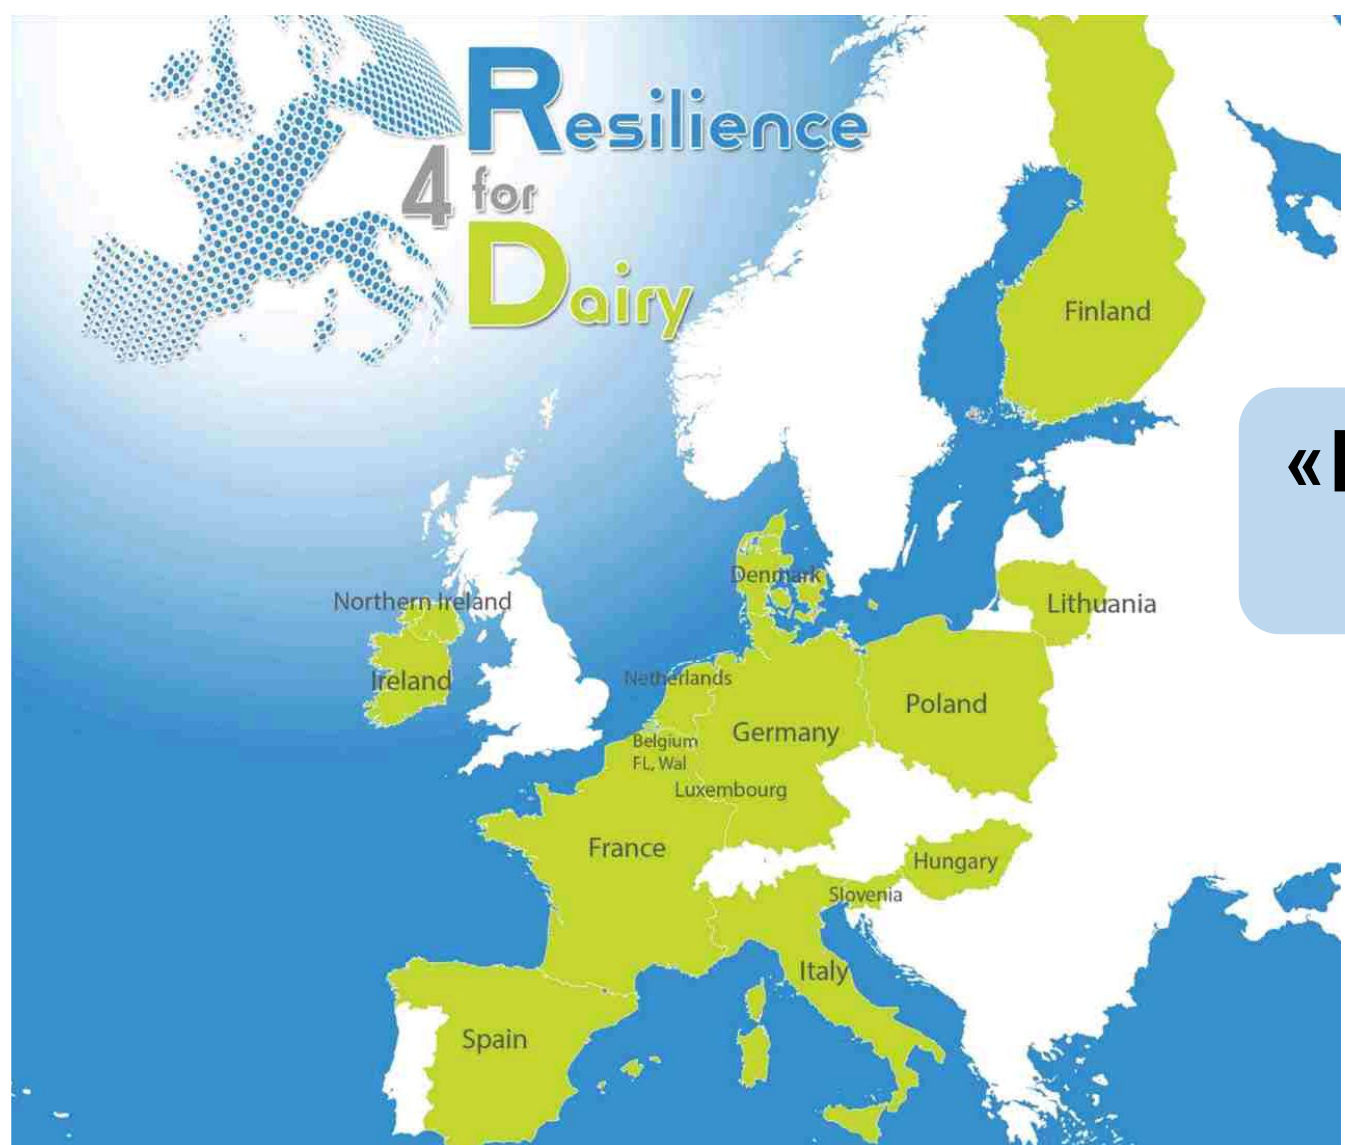 Resilience
4 for
Dairy
Finland
«
Denmark
Northern Ireland
Lithuania
Ireland
Netherlands
Poland
Germany
Belgium
FL, Wal
Luxembourg
France
Hungary
Slovenia
Italy
Spain